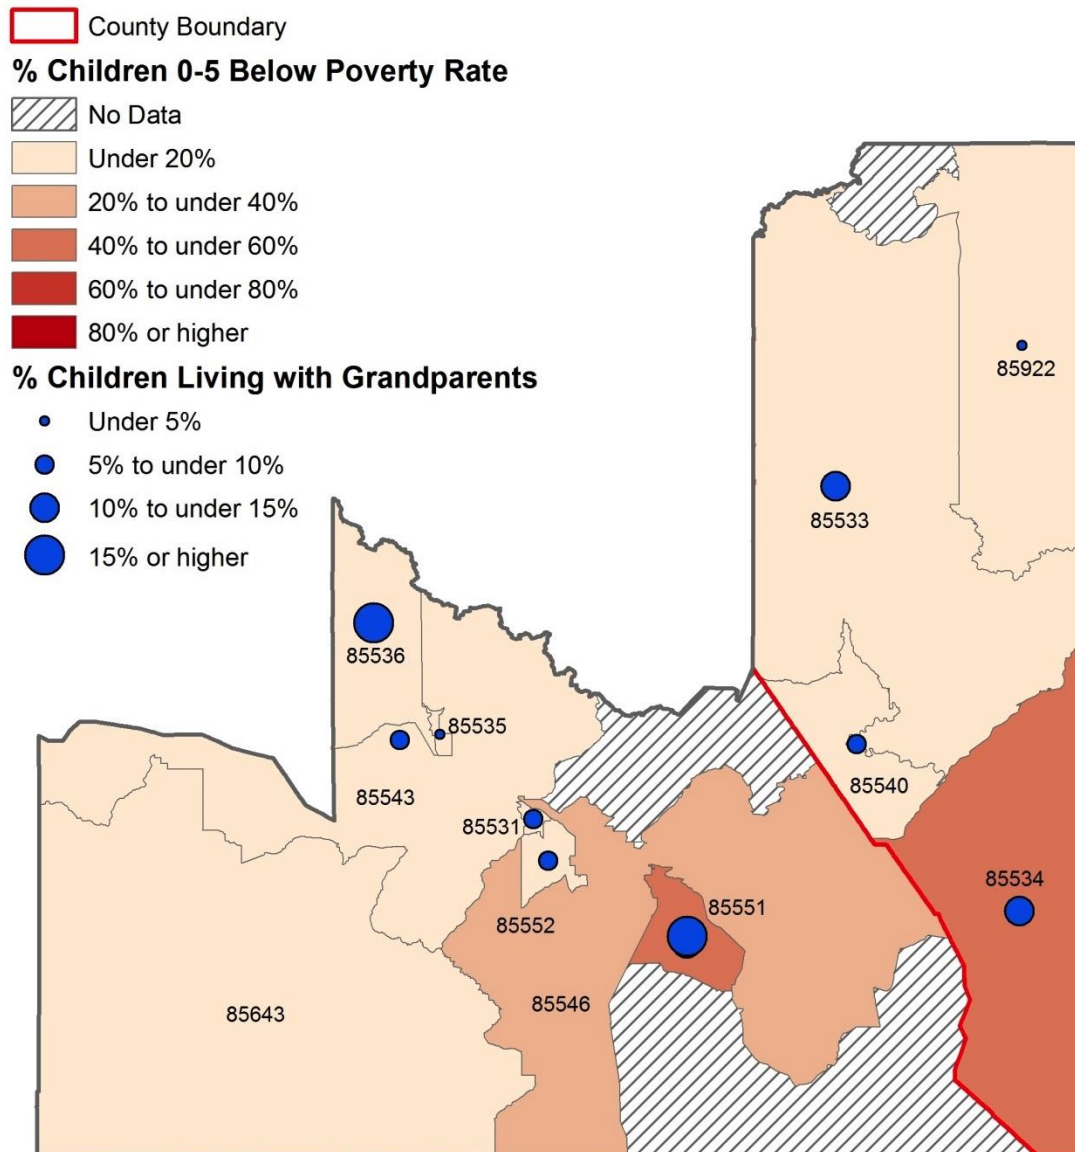 County Boundary
% Children 0-5 Below Poverty Rate
No Data
Under 20%
20% to under 40%
40% to under 60%
60% to under 80%
80% or higher
% Children Living with Grandparents
Under 5%
5% to under 10%
10% to under 15%
15% or higher
85922
85533
85536
85535
85543
85540
85531
85534
85551
85552
85546
85643